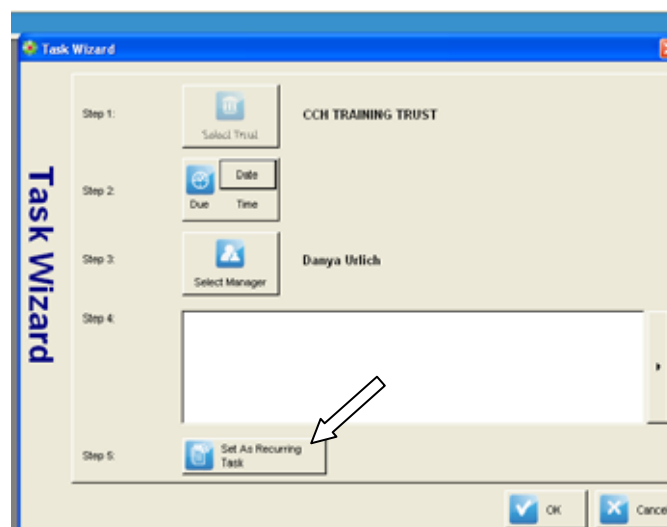 Task Wizard
Task Wizard
Step 1:
Select Trust
CCH TRAINING TRUST
Step 2:
Date
Due
Time
Step 3:
Select Manager
Danya Urlich
Step 4:
Step 5:
Set As Recurring
Task
OK
Cancel